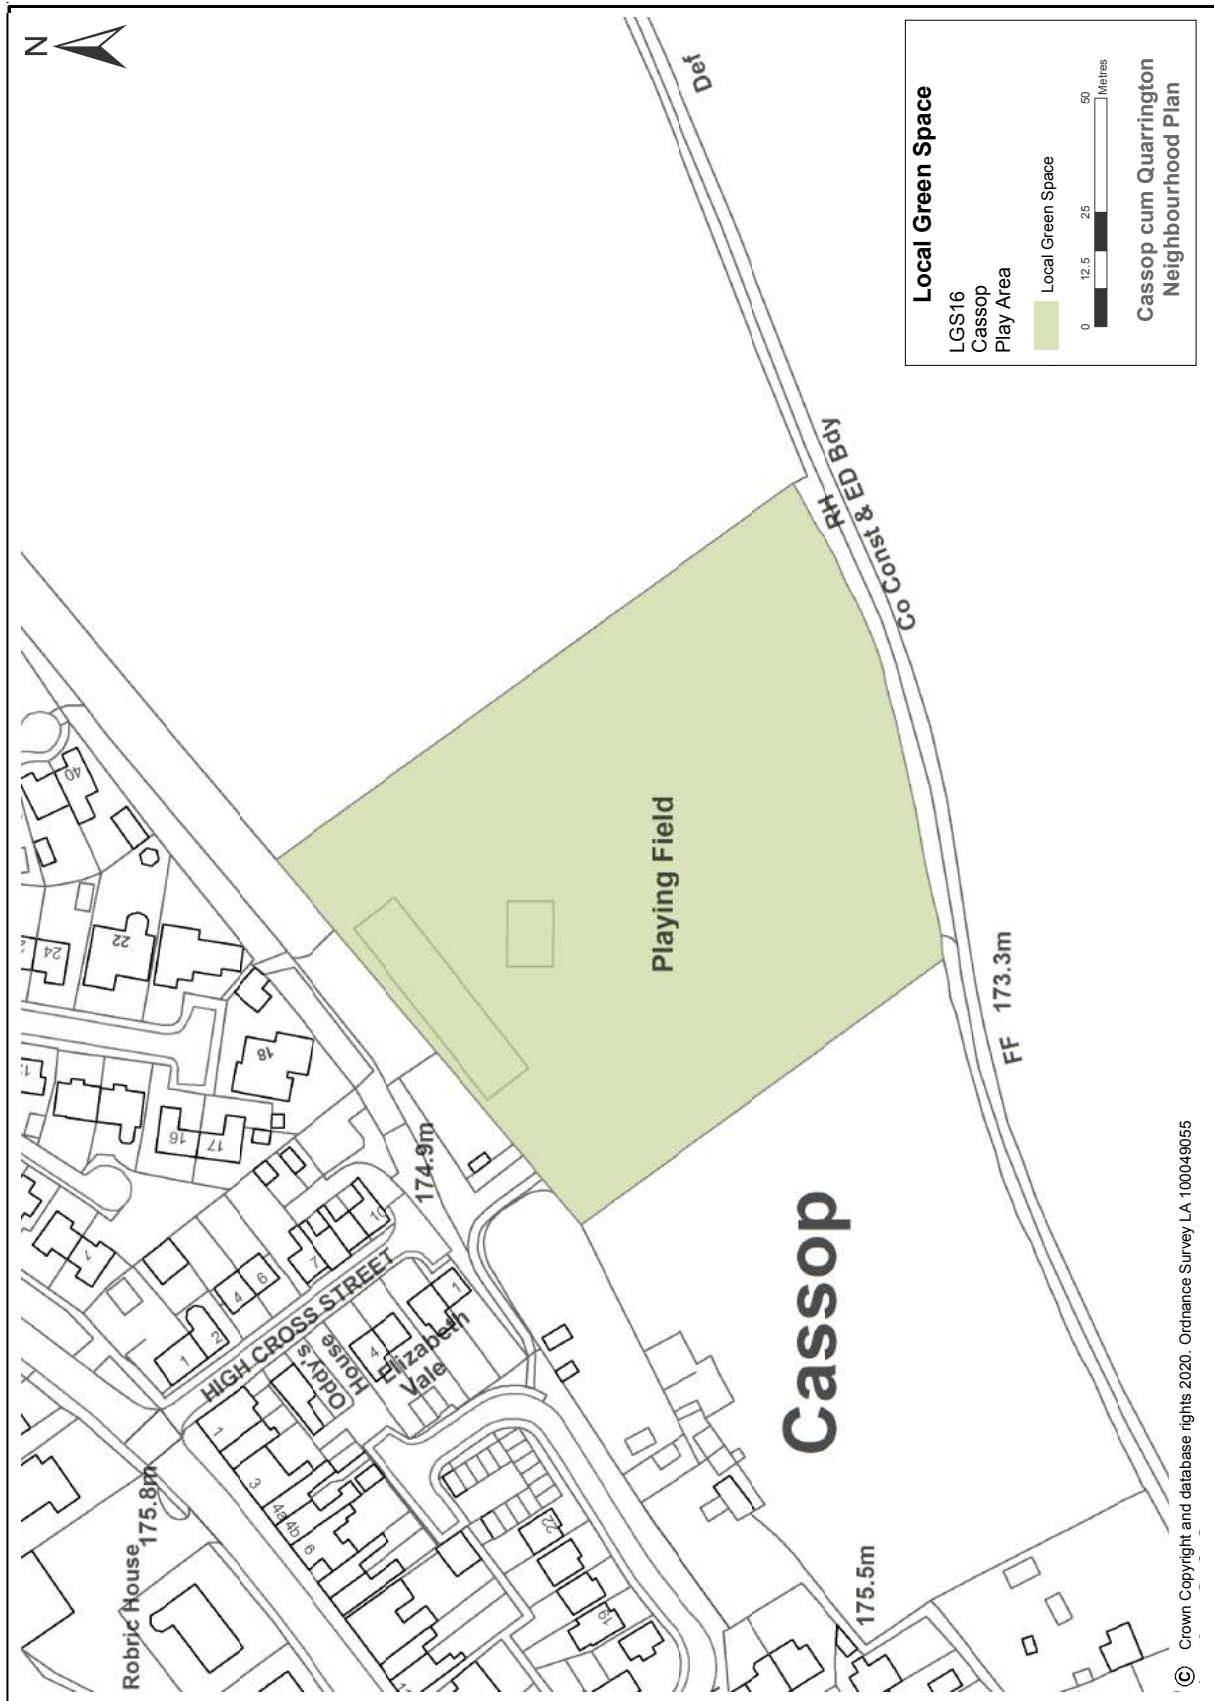 N
Def
Local Green Space
LGS16
Cassop
Play Area
Local Green Space
0 12.5 25 50
Metres
Cassop cum Quarrington
Neighbourhood Plan
RH
Co Const & ED Bdy
Playing Field
FF 173.3m
Cassop
175.5m
174.9m
175.8m
Robric House
HIGH CROSS STREET
Oddy's
House
Elizabeth
Vale
40
24
22
18
16
17
7
1
2
4
6
7
10
4
1
1
3
4a
4b
6
22
19
© Crown Copyright and database rights 2020. Ordnance Survey LA 100049055